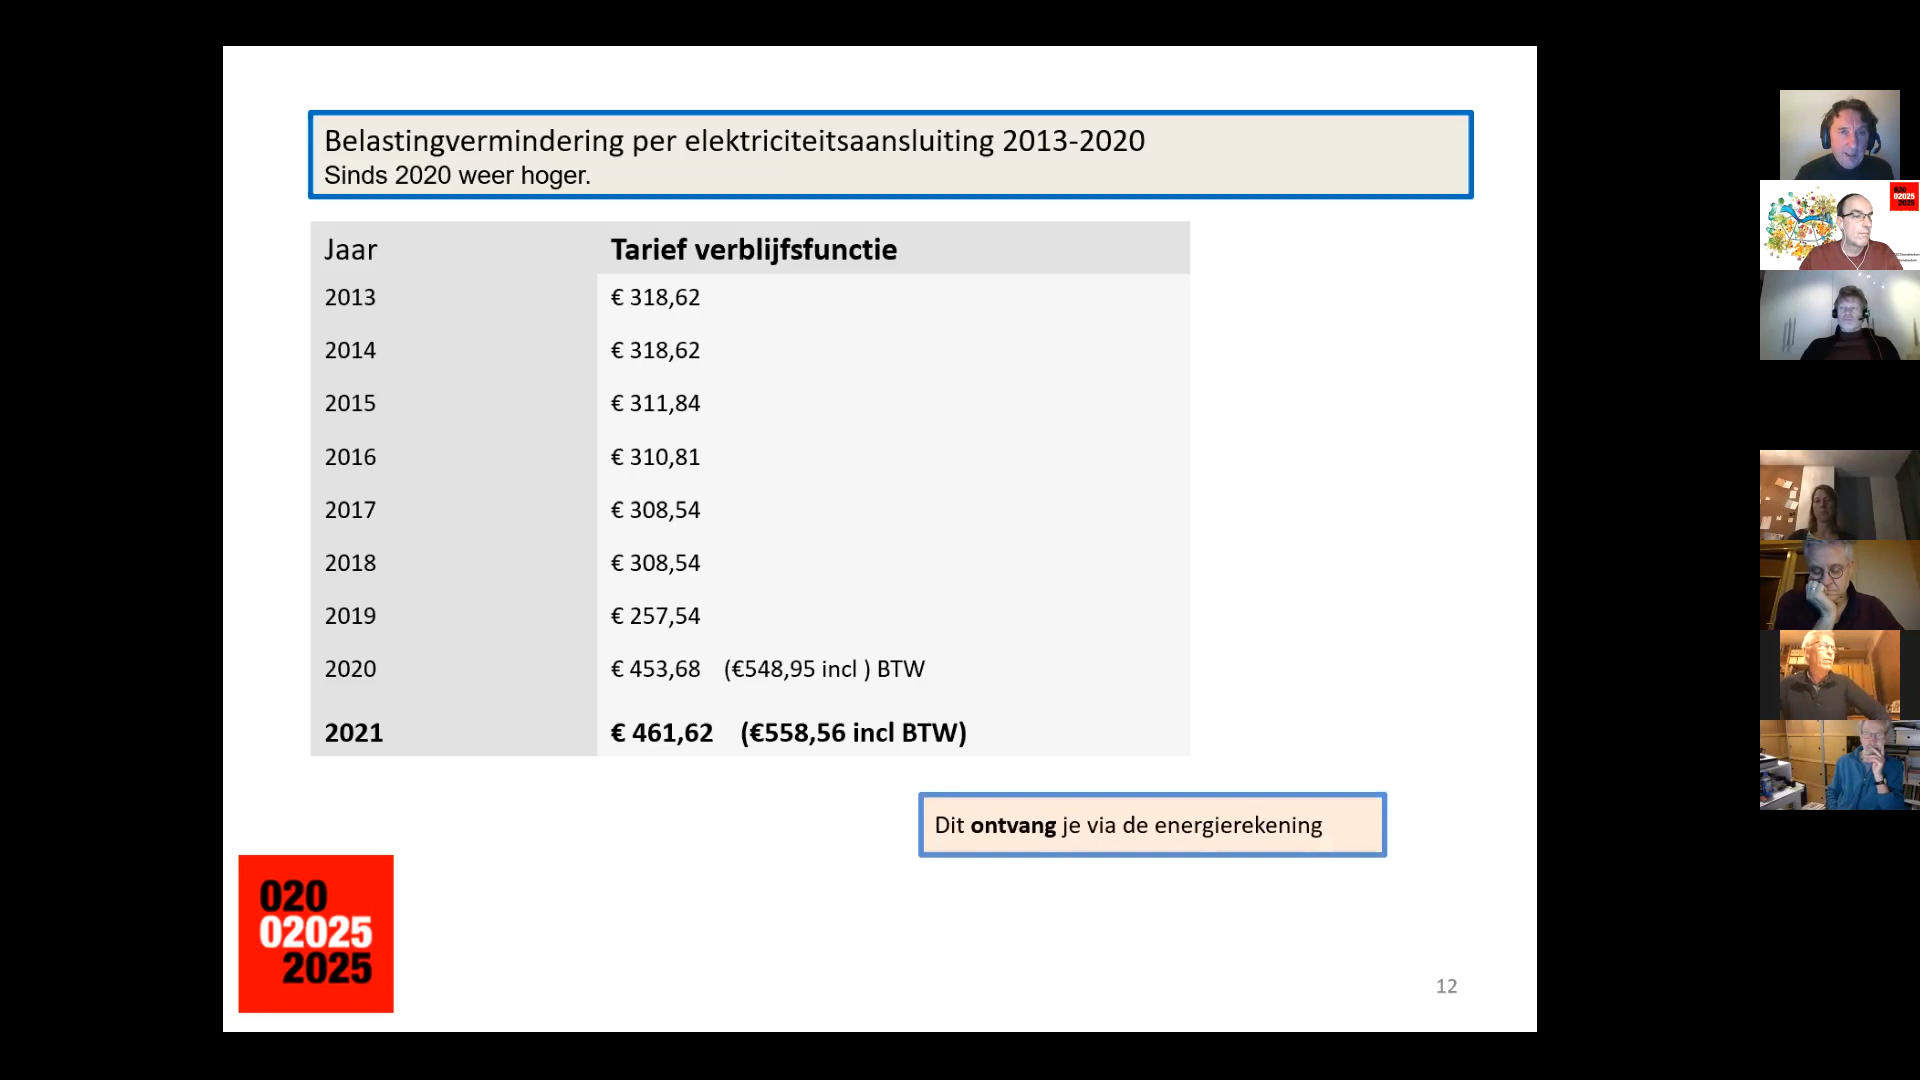 Belastingvermindering per elektriciteitsaansluiting 2013-2020
Sinds 2020 weer hoger.
Jaar Tarief verblijfsfunctie
2013 € 318,62
2014 € 318,62
2015 € 311,84
2016 € 310,81
2017 € 308,54
2018 € 308,54
2019 € 257,54
2020 € 453,68 (€548,95 incl ) BTW
2021 € 461,62 (€558,56 incl BTW)
Dit ontvang je via de energierekening
020
02025
2025
12
020
02025
2025